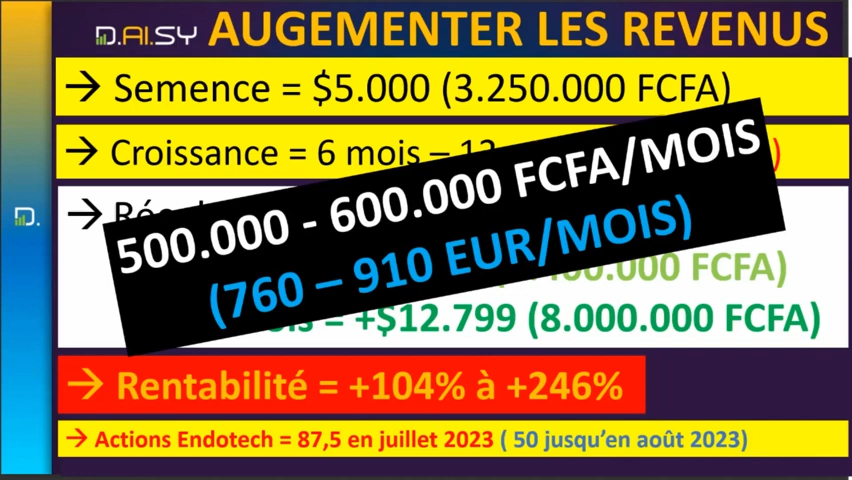 D.AI.SY AUGEMENTER LES REVENUS
→ Semence = $5.000 (3.250.000 FCFA)
→ Croissance = 6 mois –
500.000 - 600.000 FCFA/MOIS
(760 – 910 EUR/MOIS)
00.000 FCFA)
= +$12.799 (8.000.000 FCFA)
D.
→ Rentabilité = +104% à +246%
→ Actions Endotech = 87,5 en juillet 2023 ( 50 jusqu’en août 2023)